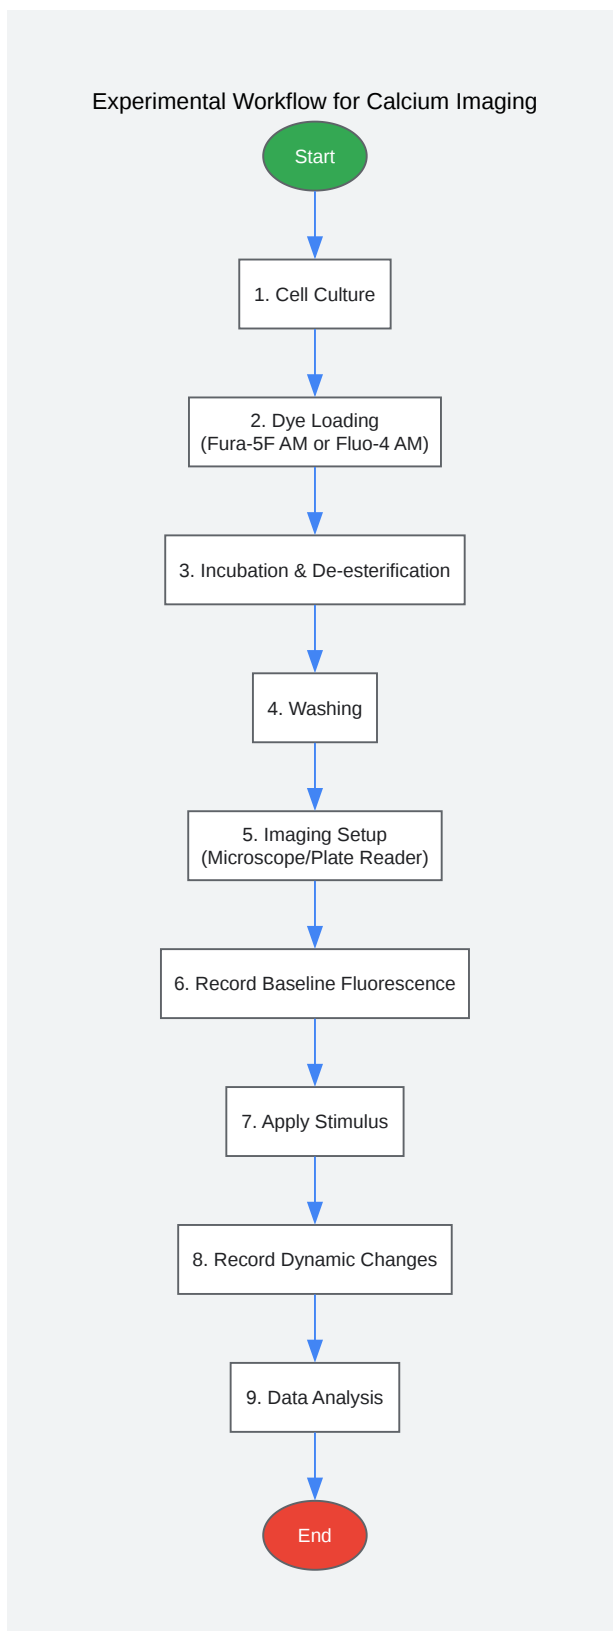 Experimental Workflow for Calcium Imaging
Start
1. Cell Culture
2. Dye Loading
(Fura-5F AM or Fluo-4 AM)
3. Incubation & De-esterification
4. Washing
5. Imaging Setup
(Microscope/Plate Reader)
6. Record Baseline Fluorescence
7. Apply Stimulus
8. Record Dynamic Changes
9. Data Analysis
End